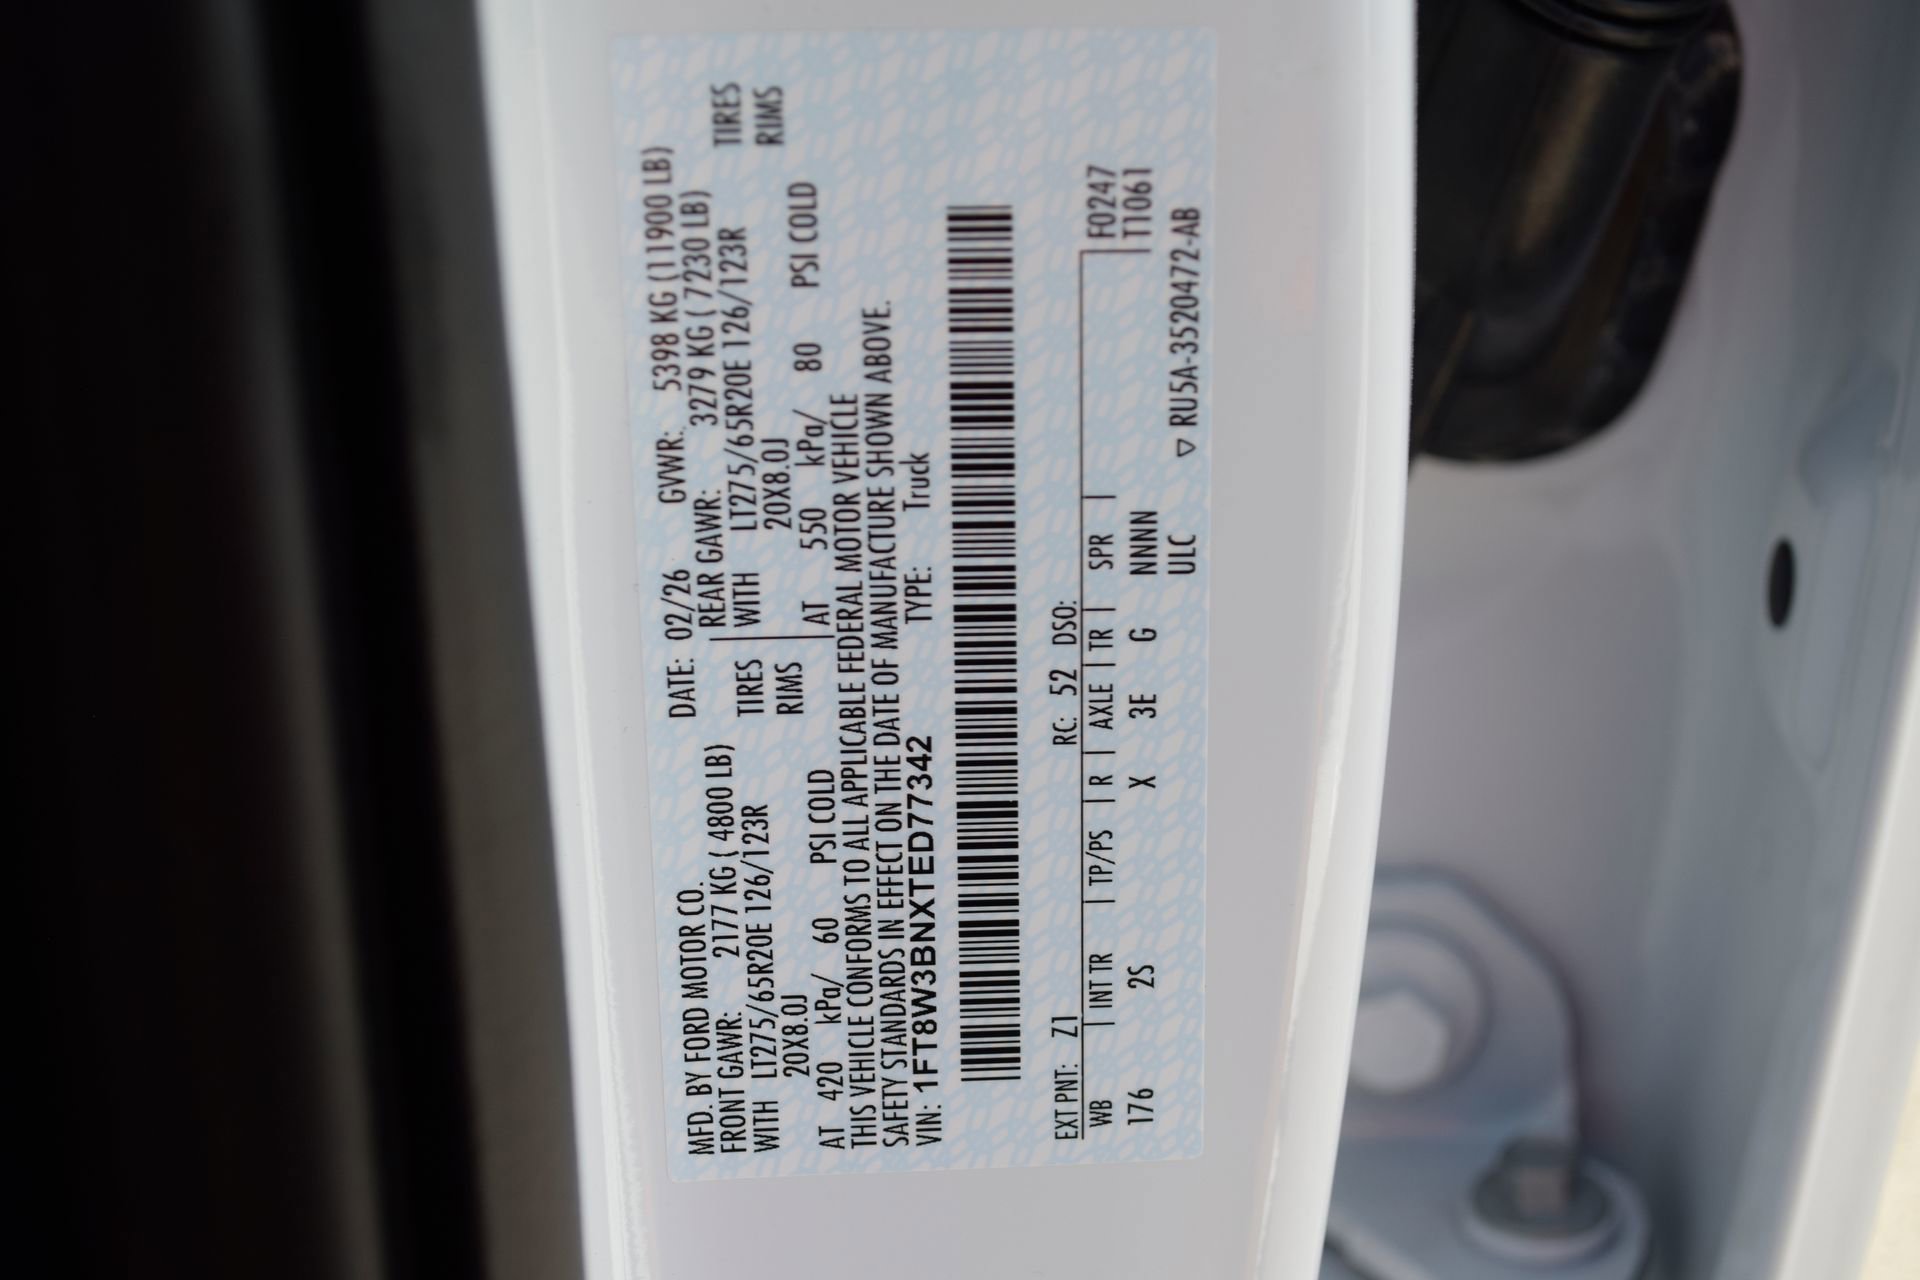 MFD. BY FORD MOTOR CO. DATE: 02/26 GVWR: 5398 KG (11900 LB)
FRONT GAWR: 2177 KG ( 4800 LB) REAR GAWR: 3279 KG ( 7230 LB)
WITH LT275/65R20E 126/123R TIRES WITH LT275/65R20E 126/123R TIRES
20X8.0J RIMS 20X8.0J RIMS
AT 420 kPa/ 60 PSI COLD AT 550 kPa/ 80 PSI COLD
THIS VEHICLE CONFORMS TO ALL APPLICABLE FEDERAL MOTOR VEHICLE
SAFETY STANDARDS IN EFFECT ON THE DATE OF MANUFACTURE SHOWN ABOVE.
VIN: 1FT8W3BNXTED77342 TYPE: Truck
EXT PNT: Z1 RC: 52 DSO:
WB INT TR TP/PS R AXLE TR SPR F0247
176 2S X 3E G NNNN T1061
ULC ▽ RU5A-3520472-AB